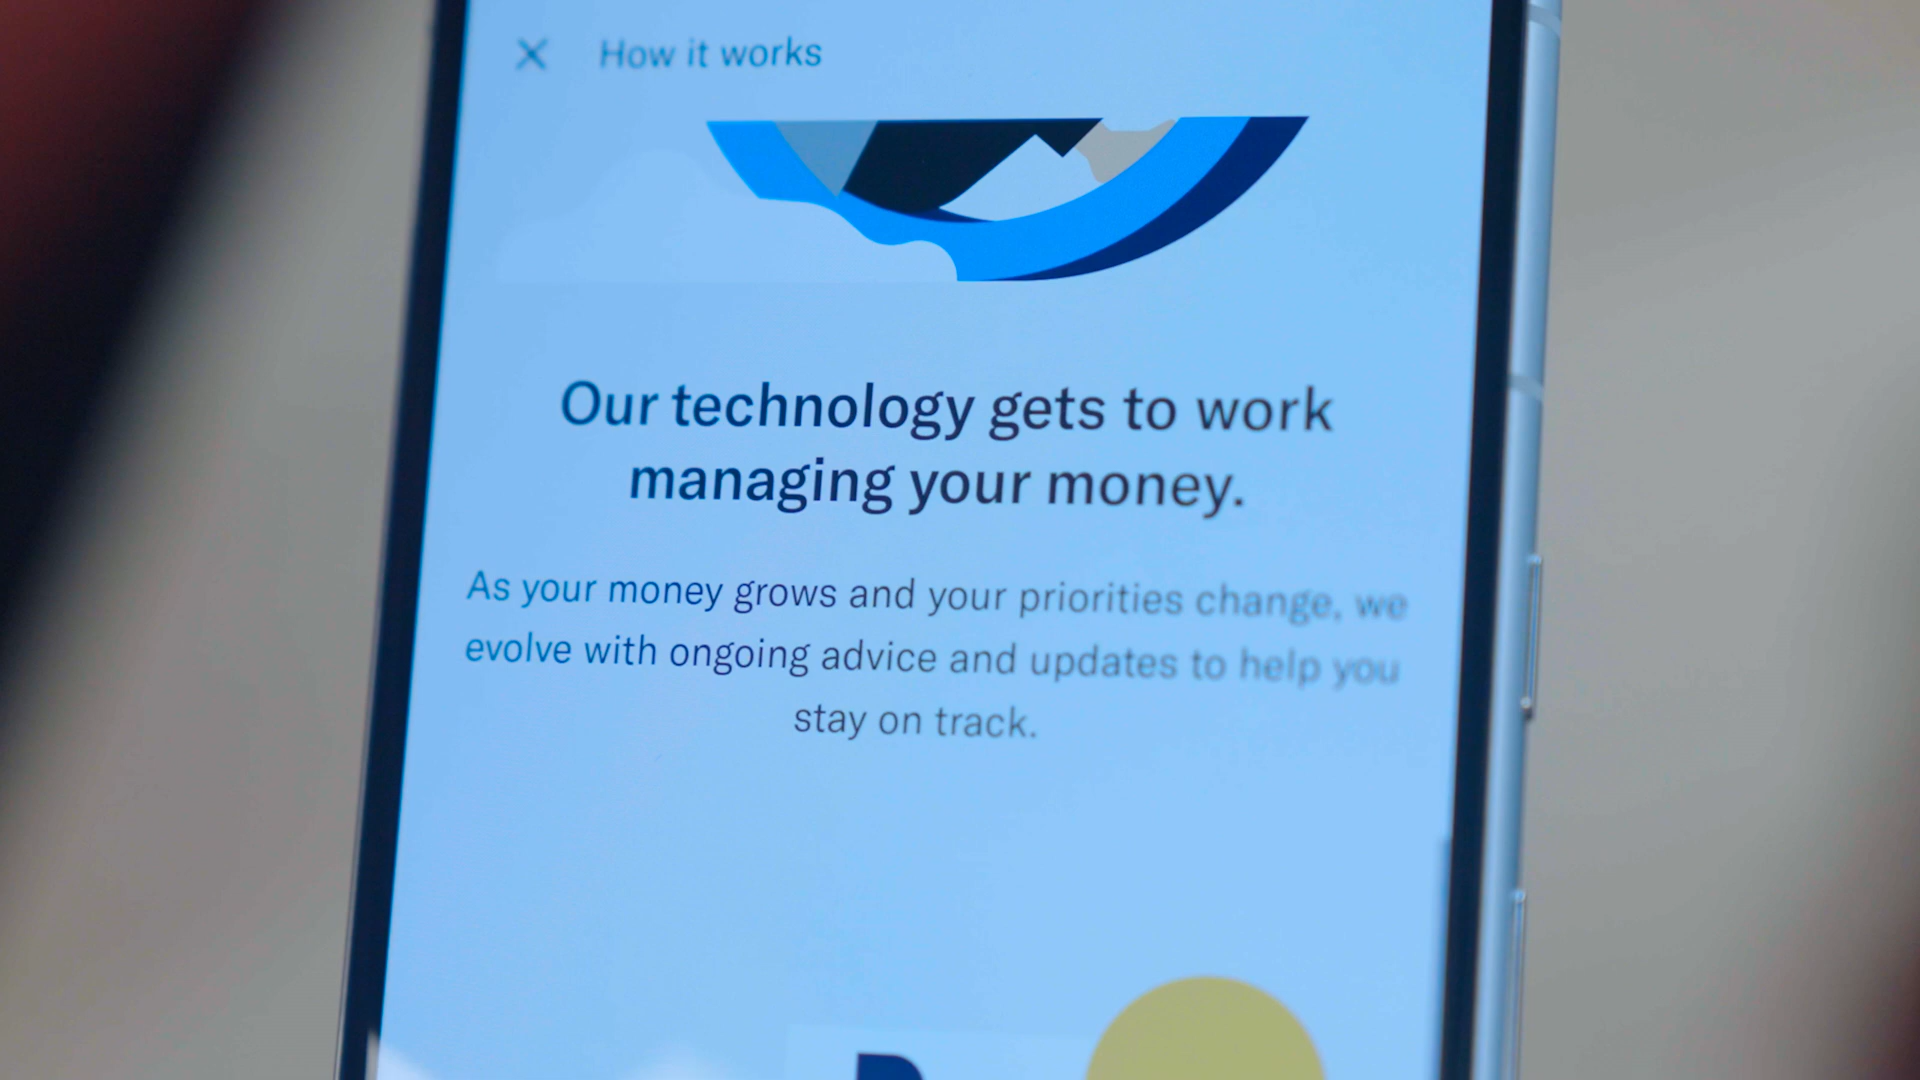 How it works
Our technology gets to work
managing your money.
As your money grows and your priorities change, we
evolve with ongoing advice and updates to help you
stay on track.